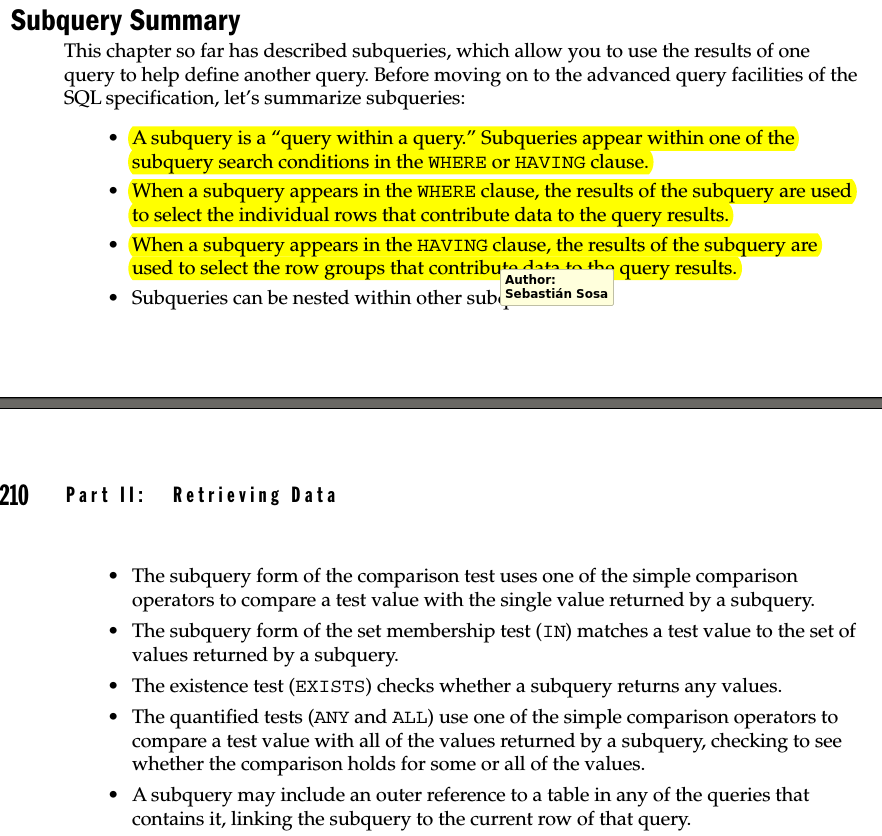 Subquery Summary
This chapter so far has described subqueries, which allow you to use the results of one
query to help define another query. Before moving on to the advanced query facilities of the
SQL specification, let's summarize subqueries:
• A subquery is a “query within a query.” Subqueries appear within one of the
subquery search conditions in the WHERE or HAVING clause.
• When a subquery appears in the WHERE clause, the results of the subquery are used
to select the individual rows that contribute data to the query results.
• When a subquery appears in the HAVING clause, the results of the subquery are
used to select the row groups that contribute data to the query results.
Author:
Sebastián Sosa
• Subqueries can be nested within other
210 Part II: Retrieving Data
• The subquery form of the comparison test uses one of the simple comparison
operators to compare a test value with the single value returned by a subquery.
• The subquery form of the set membership test (IN) matches a test value to the set of
values returned by a subquery.
• The existence test (EXISTS) checks whether a subquery returns any values.
• The quantified tests (ANY and ALL) use one of the simple comparison operators to
compare a test value with all of the values returned by a subquery, checking to see
whether the comparison holds for some or all of the values.
• A subquery may include an outer reference to a table in any of the queries that
contains it, linking the subquery to the current row of that query.